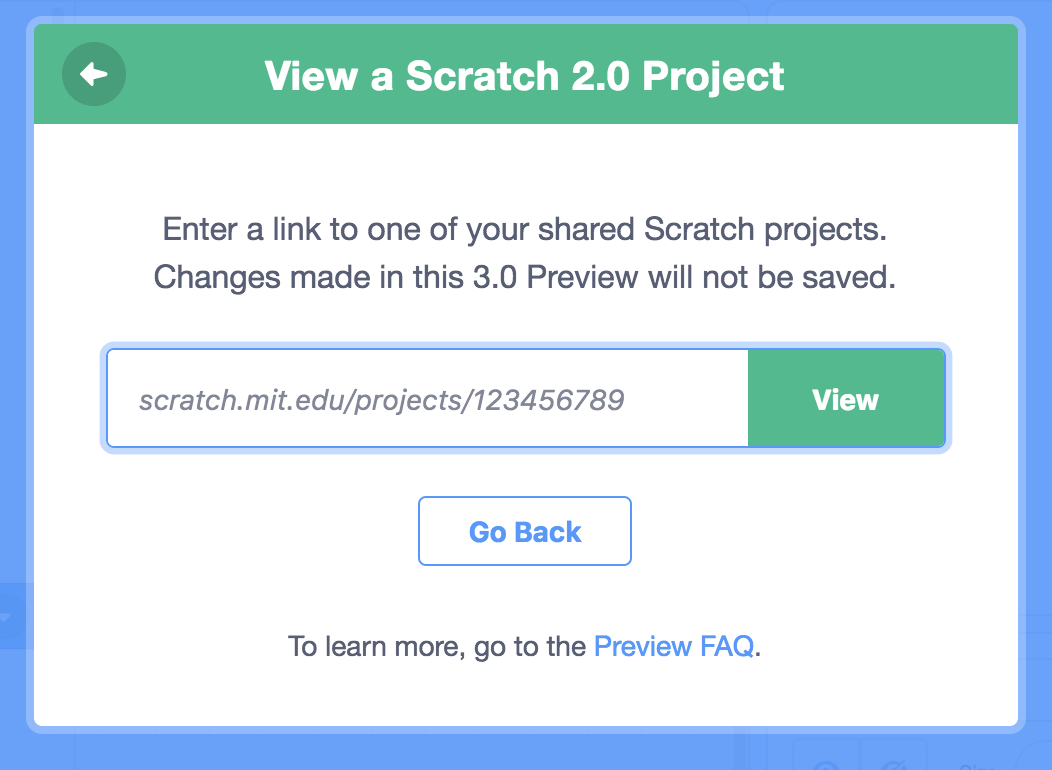 View a Scratch 2.0 Project
Enter a link to one of your shared Scratch projects.
Changes made in this 3.0 Preview will not be saved.
scratch.mit.edu/projects/123456789
View
Go Back
To learn more, go to the Preview FAQ.